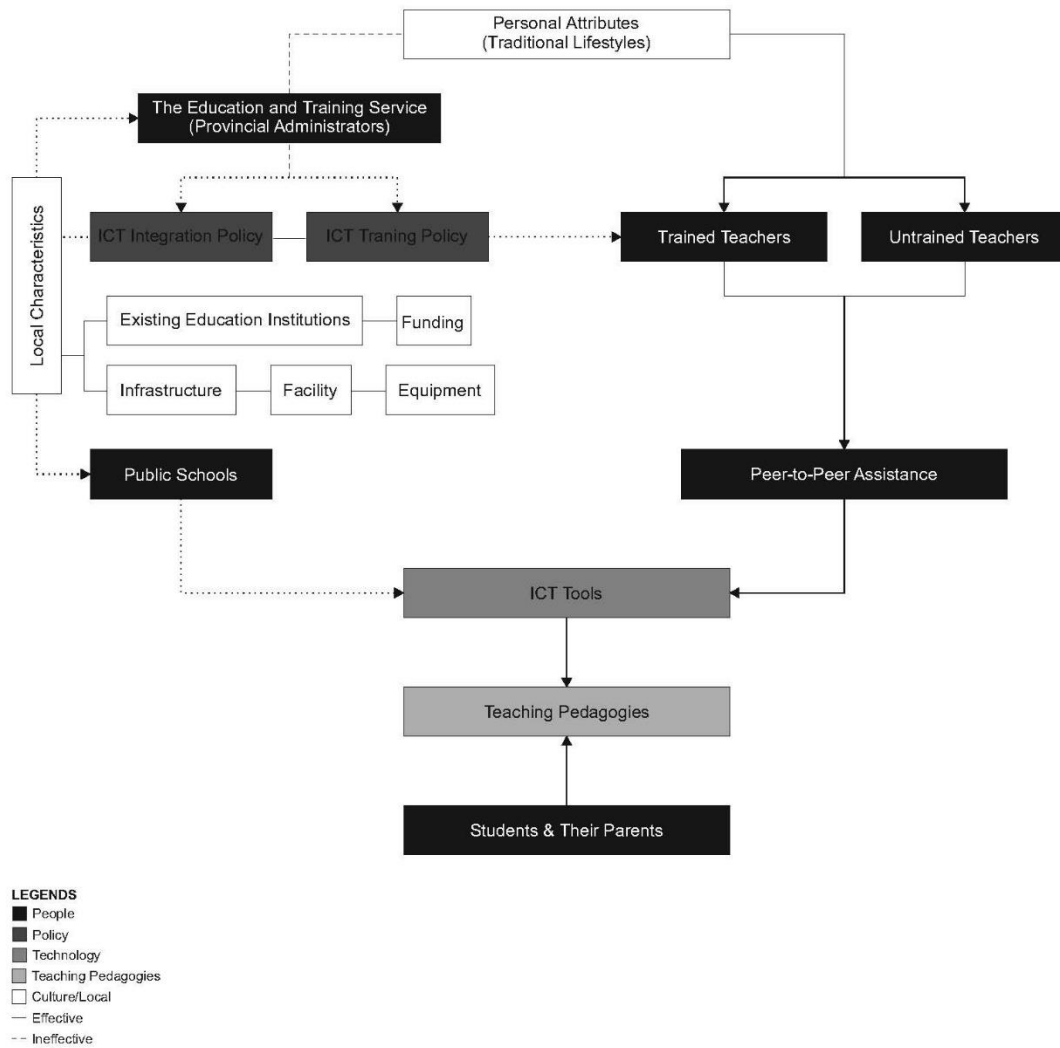 Personal Attributes
(Traditional Lifestyles)
The Education and Training Service
(Provincial Administrators)
Local Characteristics
ICT Integration Policy
ICT Traning Policy
Trained Teachers
Untrained Teachers
Existing Education Institutions
Funding
Infrastructure
Facility
Equipment
Public Schools
Peer-to-Peer Assistance
ICT Tools
Teaching Pedagogies
Students & Their Parents
LEGENDS
People
Policy
Technology
Teaching Pedagogies
Culture/Local
Effective
Ineffective